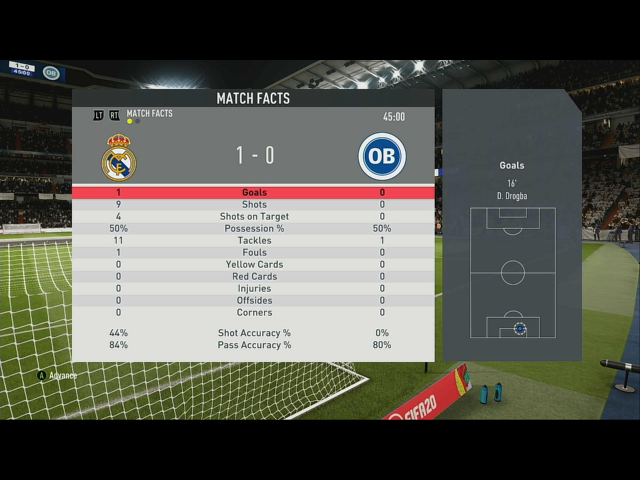 1-0
45:00
OB
MATCH FACTS
LT RT MATCH FACTS
45:00
1 - 0
OB
1 Goals 0
9 Shots 0
4 Shots on Target 0
50% Possession % 50%
11 Tackles 1
1 Fouls 0
0 Yellow Cards 0
0 Red Cards 0
0 Injuries 0
0 Offsides 0
0 Corners 0
44% Shot Accuracy % 0%
84% Pass Accuracy % 80%
Goals
16'
D. Drogba
A Advance
FIFA20